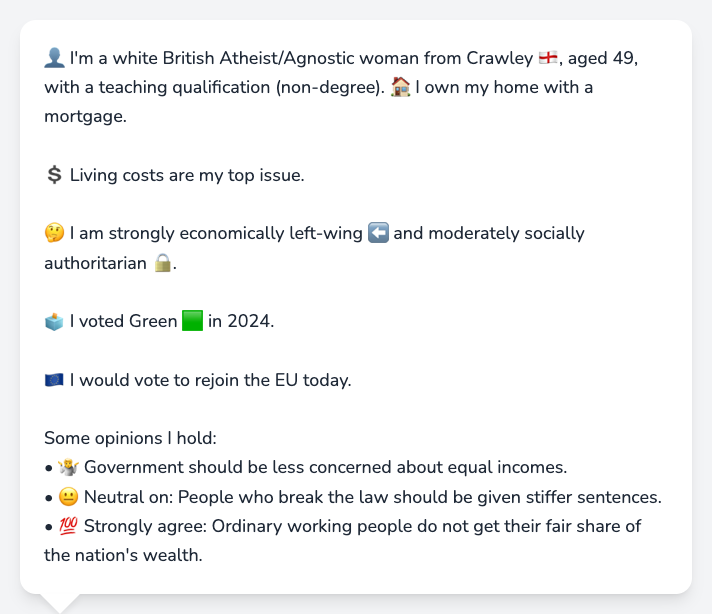 👤 I'm a white British Atheist/Agnostic woman from Crawley 🏴󠁧󠁢󠁥󠁮󠁧󠁿, aged 49,
with a teaching qualification (non-degree). 🏠 I own my home with a
mortgage.
💲 Living costs are my top issue.
🤔 I am strongly economically left-wing ⬅️ and moderately socially
authoritarian 🔒.
🗳️ I voted Green 🟩 in 2024.
🇪🇺 I would vote to rejoin the EU today.
Some opinions I hold:
• 🤷 Government should be less concerned about equal incomes.
• 😐 Neutral on: People who break the law should be given stiffer sentences.
• 💯 Strongly agree: Ordinary working people do not get their fair share of
the nation's wealth.